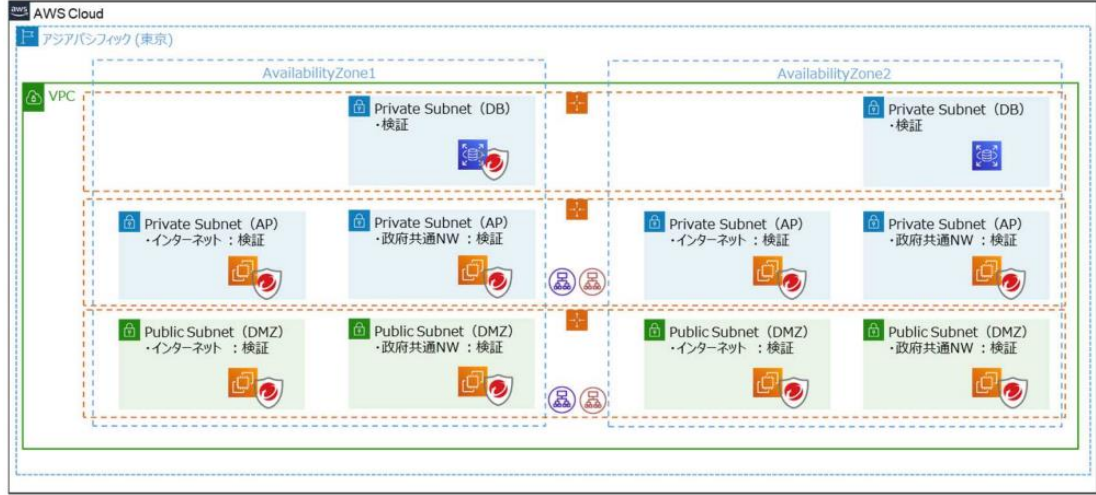 aws
AWS Cloud
アジアパシフィック (東京)
AvailabilityZone1
AvailabilityZone2
VPC
Private Subnet（DB）
・検証
Private Subnet（DB）
・検証
Private Subnet（AP）
・インターネット ：検証
Private Subnet（AP）
・政府共通NW ：検証
Private Subnet（AP）
・インターネット ：検証
Private Subnet（AP）
・政府共通NW ：検証
Public Subnet（DMZ）
・インターネット ：検証
Public Subnet（DMZ）
・政府共通NW ：検証
Public Subnet（DMZ）
・インターネット ：検証
Public Subnet（DMZ）
・政府共通NW ：検証